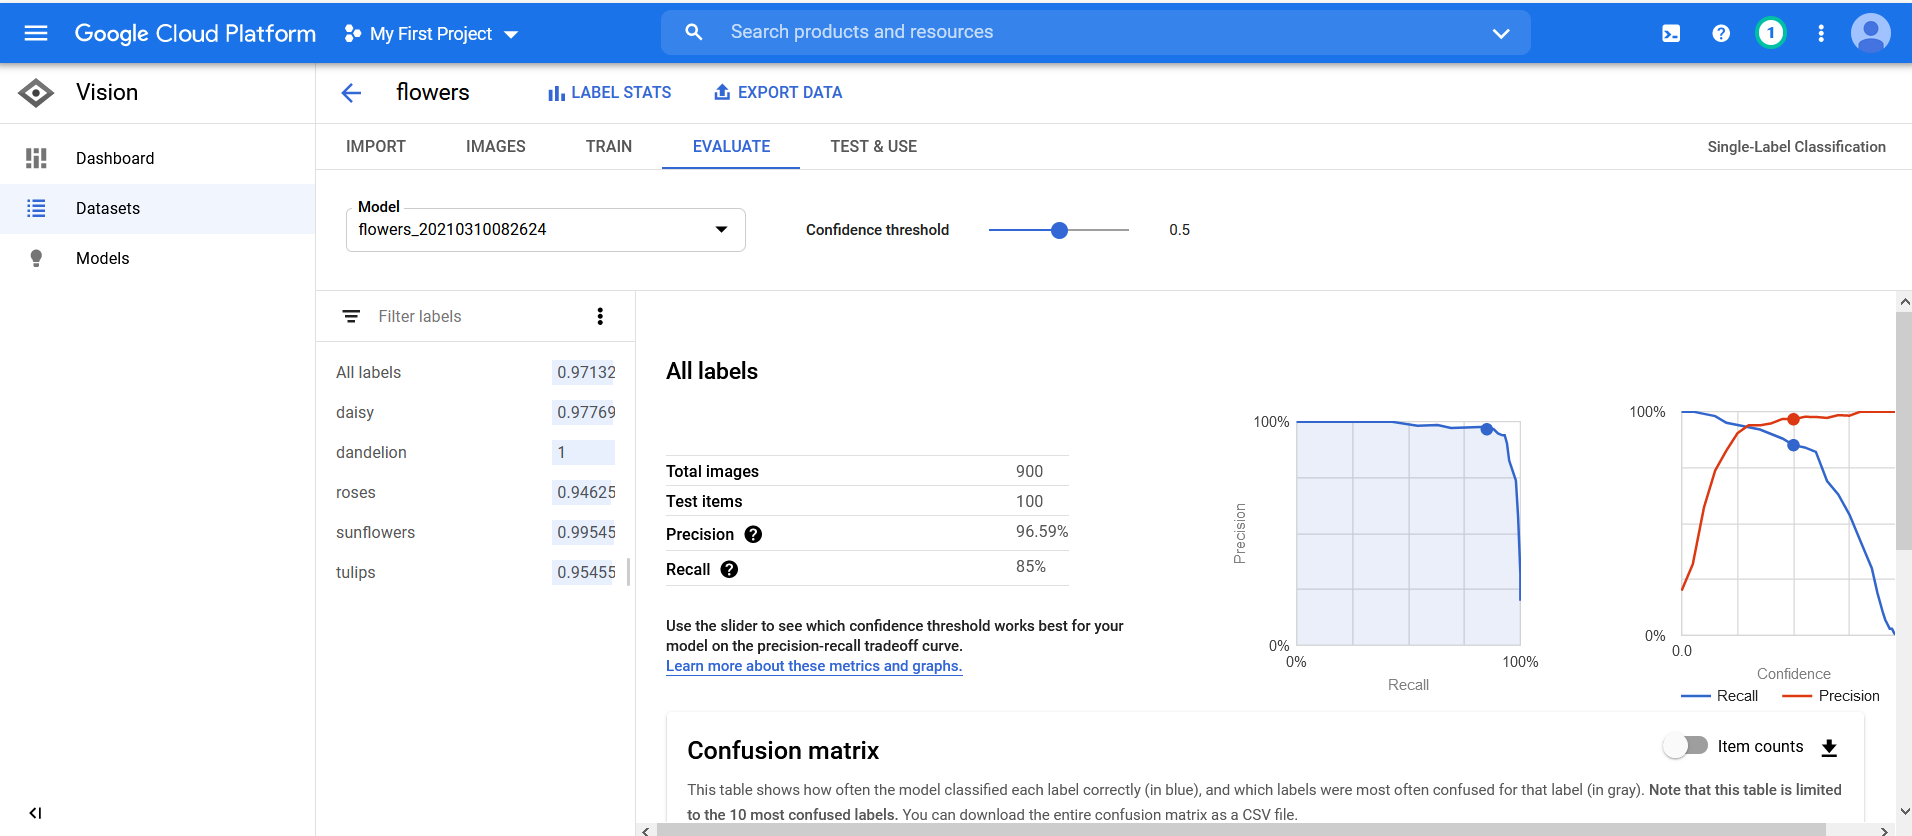 Google Cloud Platform
My First Project
Search products and resources
1
Vision
flowers
LABEL STATS
EXPORT DATA
Dashboard
Datasets
Models
IMPORT
IMAGES
TRAIN
EVALUATE
TEST & USE
Single-Label Classification
Model
flowers_20210310082624
Confidence threshold
0.5
Filter labels
All labels 0.97132
daisy 0.97769
dandelion 1
roses 0.94625
sunflowers 0.99545
tulips 0.95455
All labels
Total images 900
Test items 100
Precision ? 96.59%
Recall ? 85%
Use the slider to see which confidence threshold works best for your
model on the precision-recall tradeoff curve.
Learn more about these metrics and graphs.
100%
Precision
0%
0%
100%
Recall
100%
0%
0.0
Confidence
Recall
Precision
Confusion matrix
Item counts
This table shows how often the model classified each label correctly (in blue), and which labels were most often confused for that label (in gray). Note that this table is limited
to the 10 most confused labels. You can download the entire confusion matrix as a CSV file.